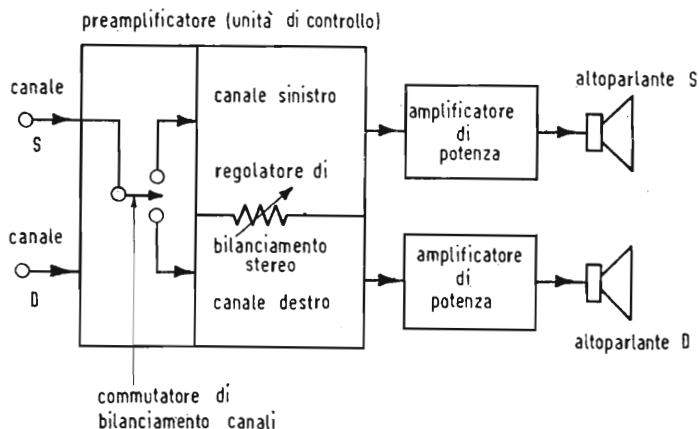 preamplificatore (unità di controllo)
canale
S
canale
D
canale sinistro
regolatore di
bilanciamento
stereo
canale destro
amplificatore
di
potenza
amplificatore
di
potenza
altoparlante S
altoparlante D
commutatore di
bilanciamento canali